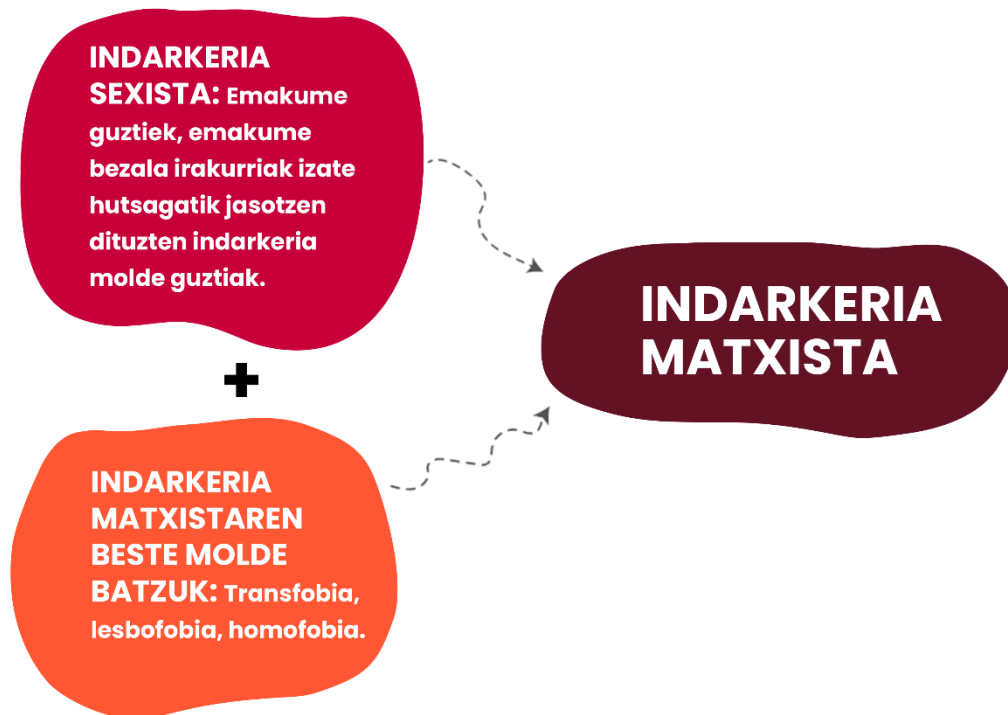 INDARKERIA
SEXISTA: Emakume
guztiek, emakume
bezala irakurriak izate
hutsagatik jasotzen
dituzten indarkeria
molde guztiak.
+
INDARKERIA
MATXISTAREN
BESTE MOLDE
BATZUK: Transfobia,
lesbofobia, homofobia.
INDARKERIA
MATXISTA